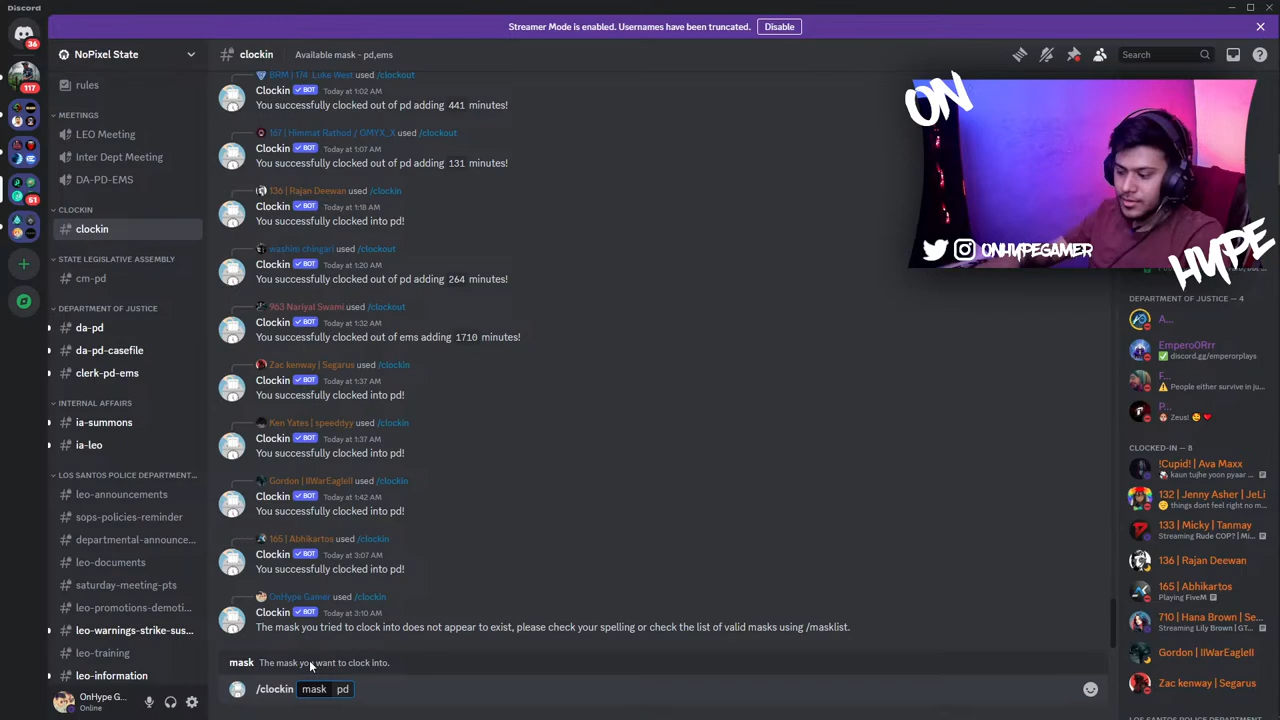 Discord
Streamer Mode is enabled. Usernames have been truncated.
Disable
36
117
51
NoPixel State
rules
MEETINGS
LEO Meeting
Inter Dept Meeting
DA-PD-EMS
CLOCKIN
clockin
STATE LEGISLATIVE ASSEMBLY
cm-pd
DEPARTMENT OF JUSTICE
da-pd
da-pd-casefile
clerk-pd-ems
INTERNAL AFFAIRS
ia-summons
ia-leo
LOS SANTOS POLICE DEPARTMENT...
leo-announcements
sops-policies-reminder
departmental-announce...
leo-documents
saturday-meeting-pts
leo-promotions-demoti...
leo-warnings-strike-sus...
leo-training
leo-information
OnHype G...
Online
clockin
Available mask - pd,ems
Search
BRM | 174 Luke West used /clockout
Clockin BOT Today at 1:02 AM
You successfully clocked out of pd adding 441 minutes!
167 | Himmat Rathod / OMYX_X used /clockout
Clockin BOT Today at 1:07 AM
You successfully clocked out of pd adding 131 minutes!
136 | Rajan Deewan used /clockin
Clockin BOT Today at 1:18 AM
You successfully clocked into pd!
washim chingari used /clockout
Clockin BOT Today at 1:20 AM
You successfully clocked out of pd adding 264 minutes!
963 Nariyal Swami used /clockout
Clockin BOT Today at 1:32 AM
You successfully clocked out of ems adding 1710 minutes!
Zac kenway | Segarus used /clockin
Clockin BOT Today at 1:37 AM
You successfully clocked into pd!
Ken Yates | speedyy used /clockin
Clockin BOT Today at 1:37 AM
You successfully clocked into pd!
Gordon | IIWarEagleII used /clockin
Clockin BOT Today at 1:42 AM
You successfully clocked into pd!
165 | Abhikartos used /clockin
Clockin BOT Today at 3:07 AM
You successfully clocked into pd!
OnHype Gamer used /clockin
Clockin BOT Today at 3:10 AM
The mask you tried to clock into does not appear to exist, please check your spelling or check the list of valid masks using /masklist.
mask The mask you want to clock into.
/clockin mask pd
ON
HYPE
ONHYPEGAMER
DEPARTMENT OF JUSTICE — 4
A...
Emper00Rrr
discord.gg/emperorplays
F...
People either survive in ju...
P...
Zeus!
CLOCKED-IN — 8
!Cupid! | Ava Maxx
kaun tujhe yoon pyaar ...
132 | Jenny Asher | JeLi
things dont feel right no m...
133 | Micky | Tanmay
Streaming Rude COP? | Mi...
136 | Rajan Deewan
165 | Abhikartos
Playing FiveM
710 | Hana Brown | Se...
Streaming Lily Brown | GT...
Gordon | IIWarEagleII
Zac kenway | Segarus